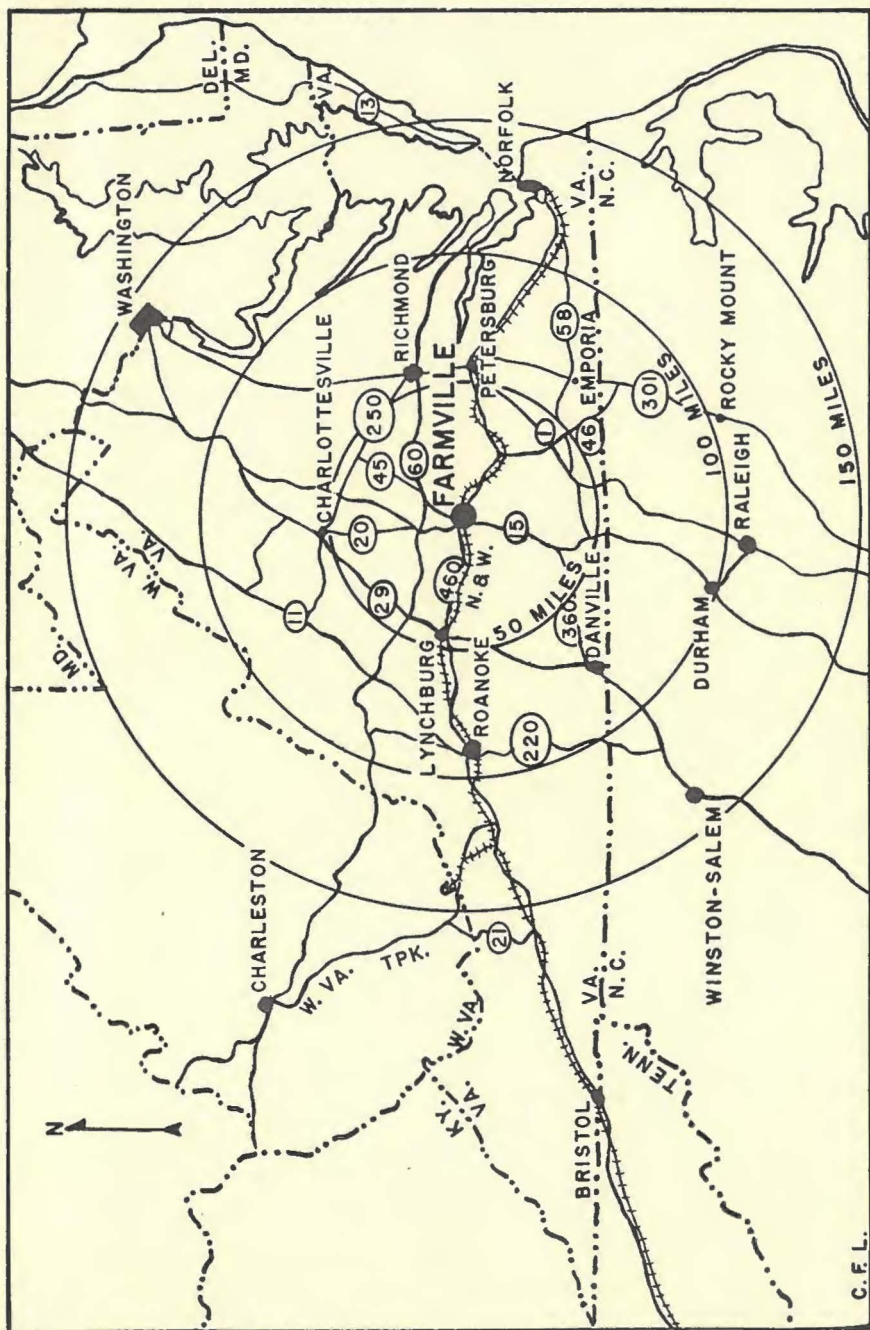 DEL.
MD.
VA.
13
WASHINGTON
NORFOLK
VA.
N. C.
CHARLOTTESVILLE
RICHMOND
250
45
60
FARMVILLE
PETERSBURG
58
EMPORIA
301
ROCKY MOUNT
1
46
100 MILES
150 MILES
RALEIGH
20
15
W. VA.
VA.
MD.
11
29
460
N. & W.
50 MILES
360
DANVILLE
DURHAM
LYNCHBURG
ROANOKE
220
WINSTON-SALEM
CHARLESTON
W. VA. TPK.
21
VA.
N. C.
W. VA.
KY.
VA.
TENN.
BRISTOL
N
C. F. L.